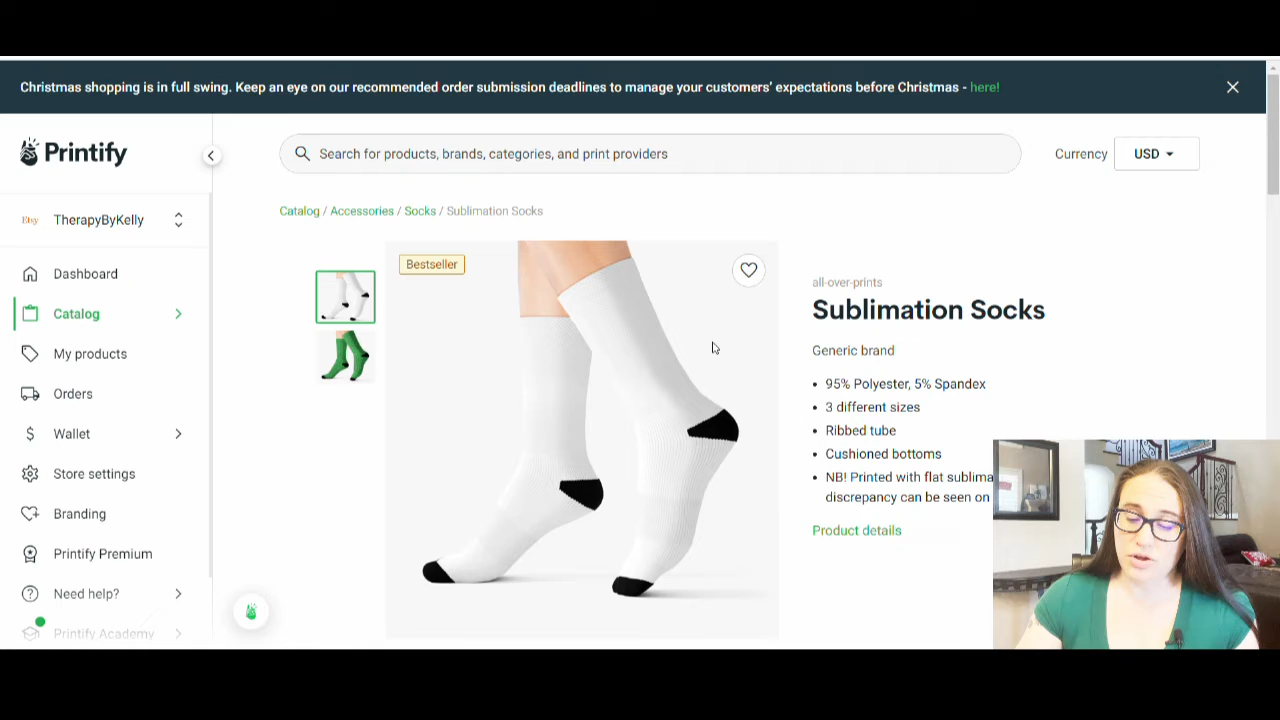 Christmas shopping is in full swing. Keep an eye on our recommended order submission deadlines to manage your customers' expectations before Christmas - here!
Printify
Search for products, brands, categories, and print providers
Currency
USD
Etsy
TherapyByKelly
Catalog / Accessories / Socks / Sublimation Socks
Dashboard
Catalog
My products
Orders
Wallet
Store settings
Branding
Printify Premium
Need help?
Printify Academy
Bestseller
all-over-prints
Sublimation Socks
Generic brand
• 95% Polyester, 5% Spandex
• 3 different sizes
• Ribbed tube
• Cushioned bottoms
• NB! Printed with flat sublima
discrepancy can be seen on
Product details